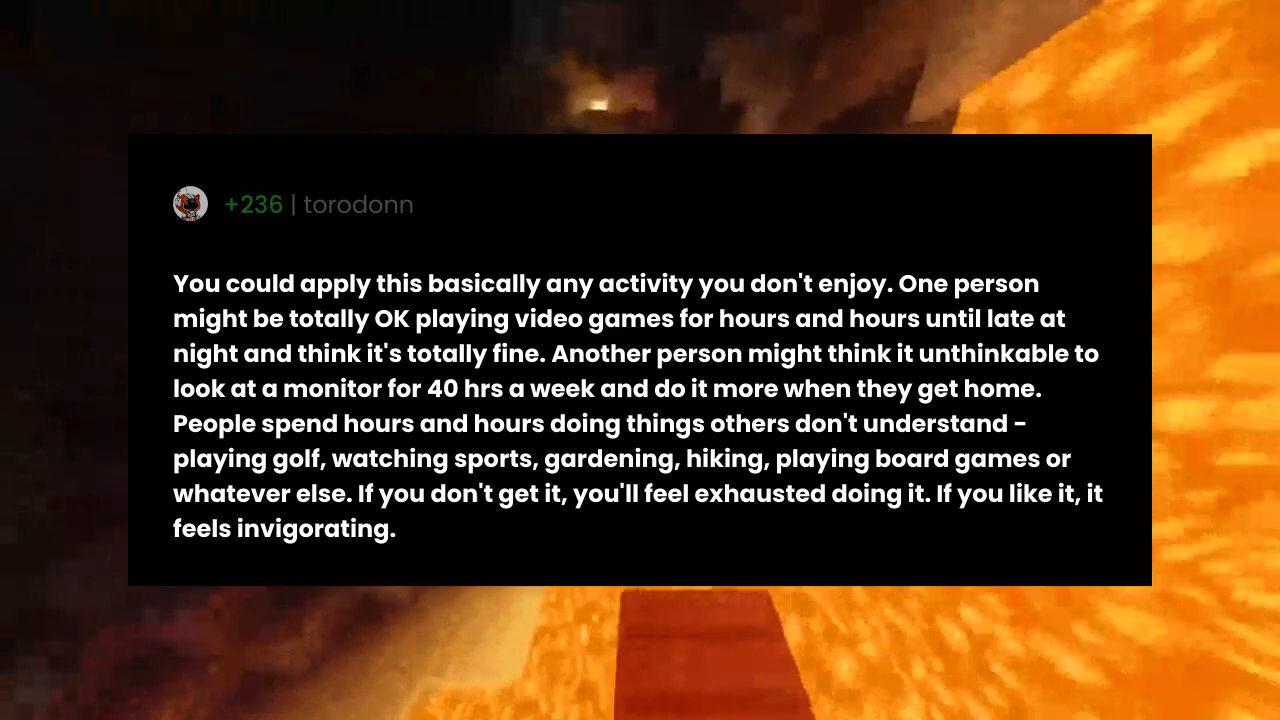 +236 | torodonn
You could apply this basically any activity you don't enjoy. One person
might be totally OK playing video games for hours and hours until late at
night and think it's totally fine. Another person might think it unthinkable to
look at a monitor for 40 hrs a week and do it more when they get home.
People spend hours and hours doing things others don't understand -
playing golf, watching sports, gardening, hiking, playing board games or
whatever else. If you don't get it, you'll feel exhausted doing it. If you like it, it
feels invigorating.